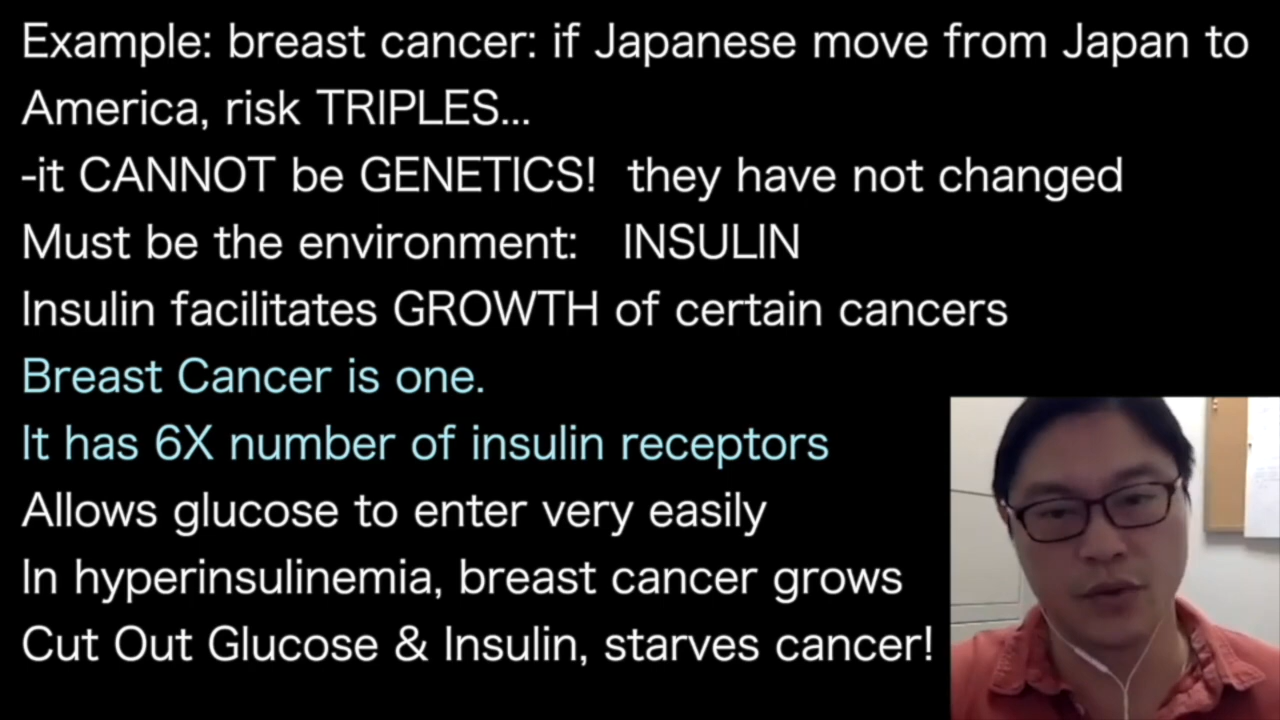 Example: breast cancer: if Japanese move from Japan to
America, risk TRIPLES...
-it CANNOT be GENETICS!  they have not changed
Must be the environment:   INSULIN
Insulin facilitates GROWTH of certain cancers
Breast Cancer is one.
It has 6X number of insulin receptors
Allows glucose to enter very easily
In hyperinsulinemia, breast cancer grows
Cut Out Glucose & Insulin, starves cancer!